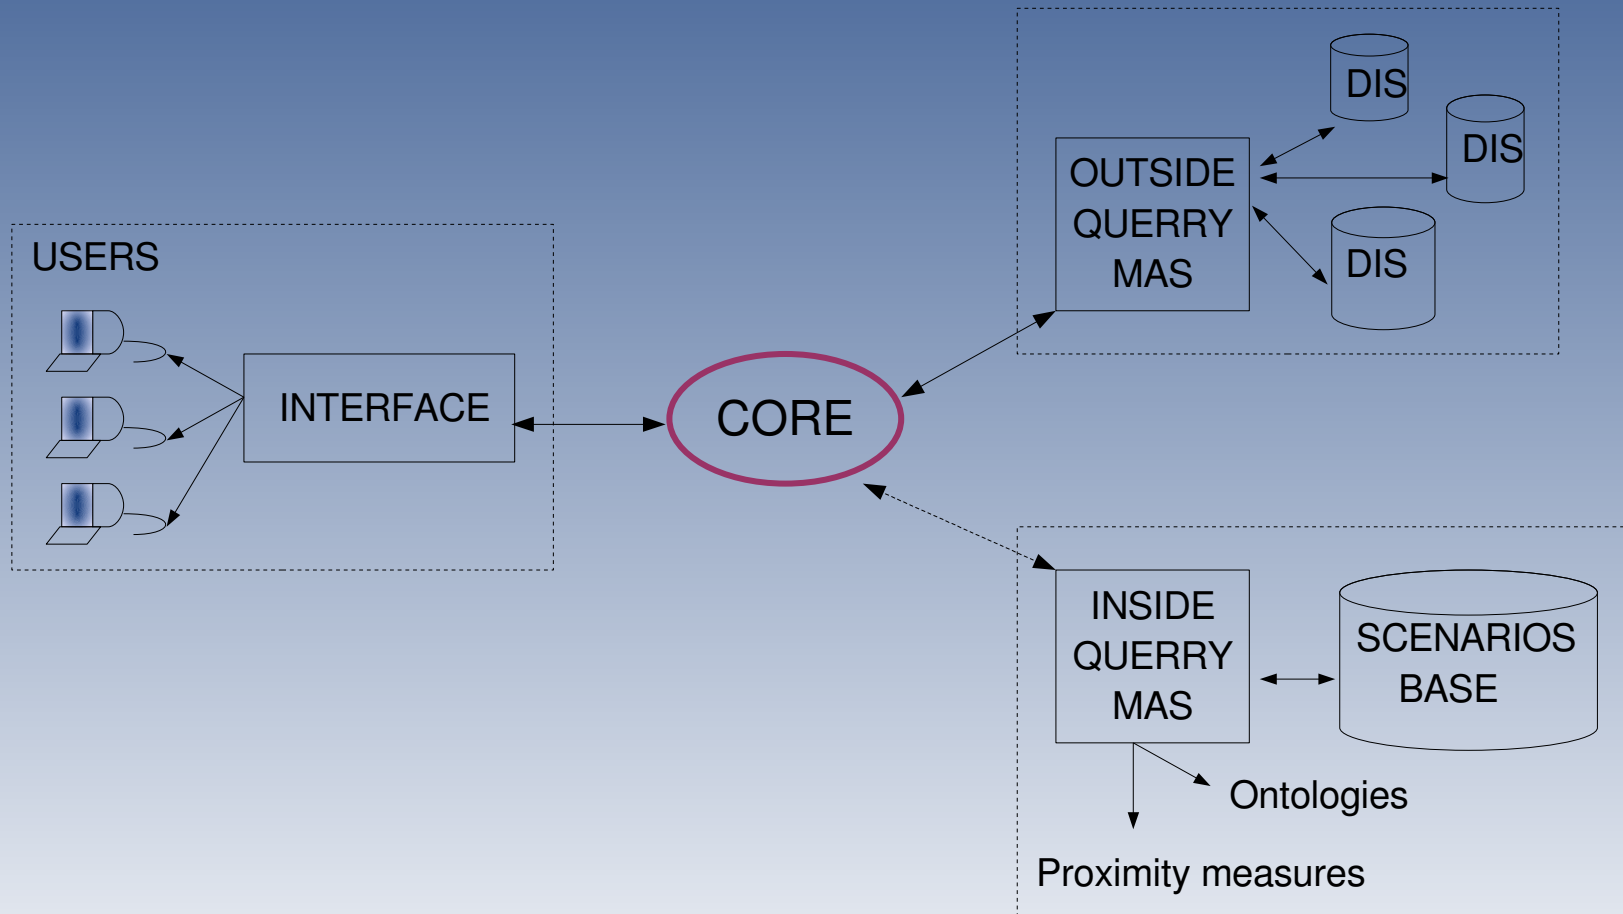 USERS
INTERFACE
CORE
OUTSIDE
QUERRY
MAS
DIS
DIS
DIS
INSIDE
QUERRY
MAS
SCENARIOS
BASE
Ontologies
Proximity measures